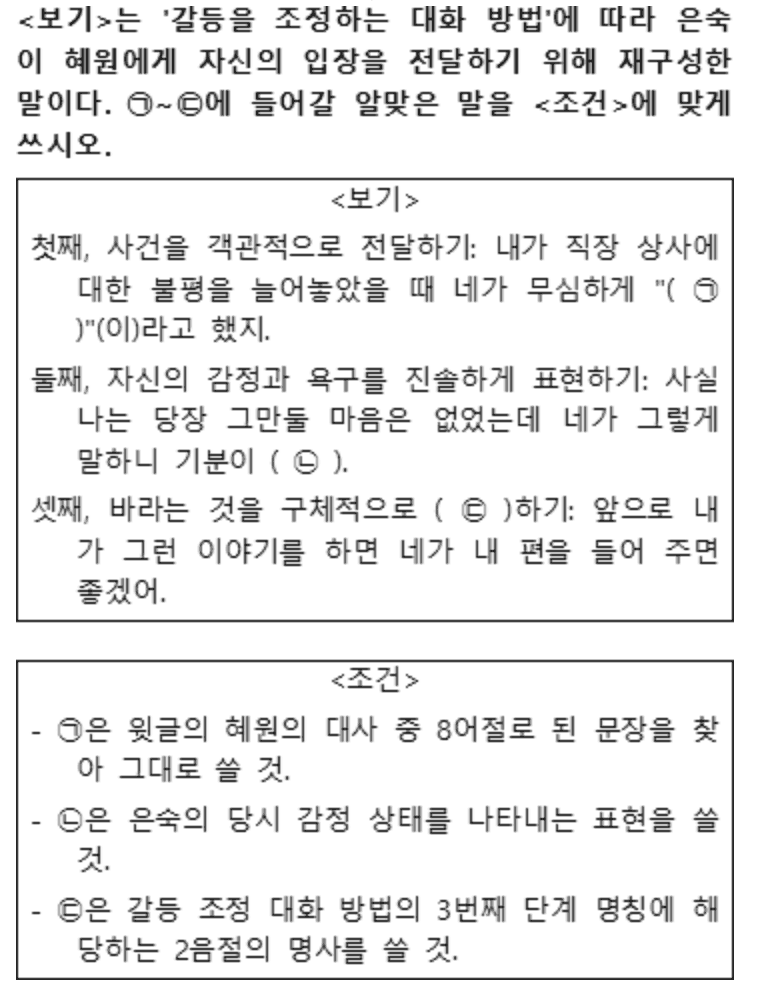 <보기>는 '갈등을 조정하는 대화 방법'에 따라 은숙
이 혜원에게 자신의 입장을 전달하기 위해 재구성한
말이다. ㉠~㉢에 들어갈 알맞은 말을 <조건>에 맞게
쓰시오.
<보기>
첫째, 사건을 객관적으로 전달하기: 내가 직장 상사에
대한 불평을 늘어놓았을 때 네가 무심하게 "( ㉠
)"(이)라고 했지.
둘째, 자신의 감정과 욕구를 진솔하게 표현하기: 사실
나는 당장 그만둘 마음은 없었는데 네가 그렇게
말하니 기분이 ( ㉡ ).
셋째, 바라는 것을 구체적으로 ( ㉢ )하기: 앞으로 내
가 그런 이야기를 하면 네가 내 편을 들어 주면
좋겠어.
<조건>
- ㉠은 윗글의 혜원의 대사 중 8어절로 된 문장을 찾
아 그대로 쓸 것.
- ㉡은 은숙의 당시 감정 상태를 나타내는 표현을 쓸
것.
- ㉢은 갈등 조정 대화 방법의 3번째 단계 명칭에 해
당하는 2음절의 명사를 쓸 것.